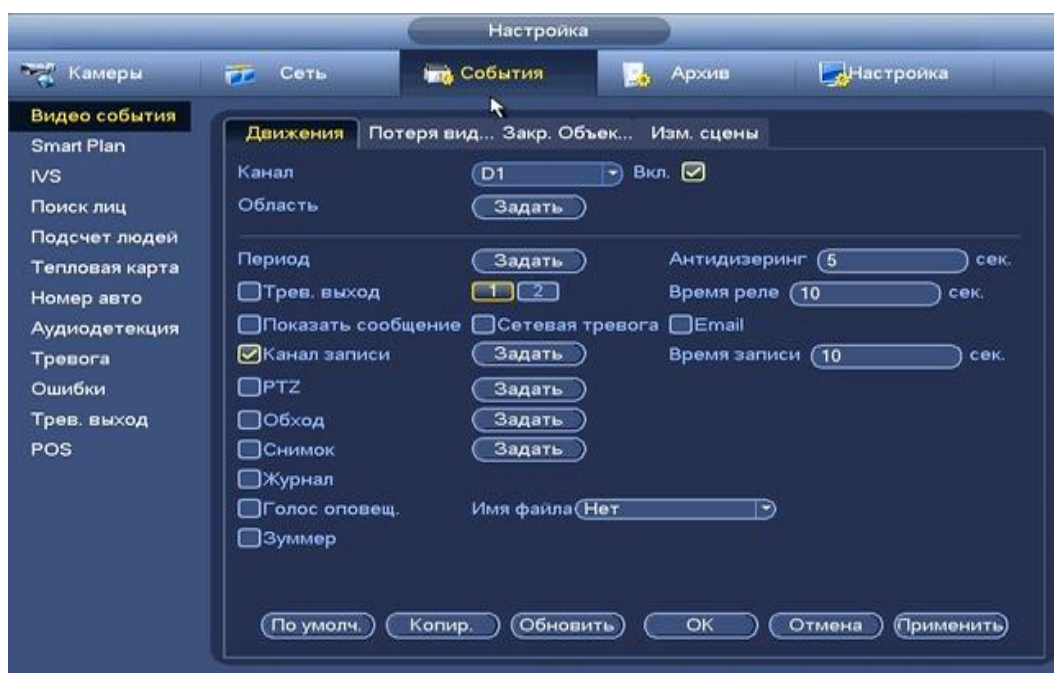 Настройка
Камеры Сеть События Архив Настройка
Видео события
Smart Plan
IVS
Поиск лиц
Подсчет людей
Тепловая карта
Номер авто
Аудиодетекция
Тревога
Ошибки
Трев. выход
POS
Движения Потеря вид... Закр. Объек... Изм. сцены
Канал D1 Вкл.
Область Задать
Период Задать Антидизеринг 5 сек.
Трев. выход 1 2 Время реле 10 сек.
Показать сообщение Сетевая тревога Email
Канал записи Задать Время записи 10 сек.
PTZ Задать
Обход Задать
Снимок Задать
Журнал
Голос оповещ. Имя файла Нет
Зуммер
По умолч. Копир. Обновить OK Отмена Применить